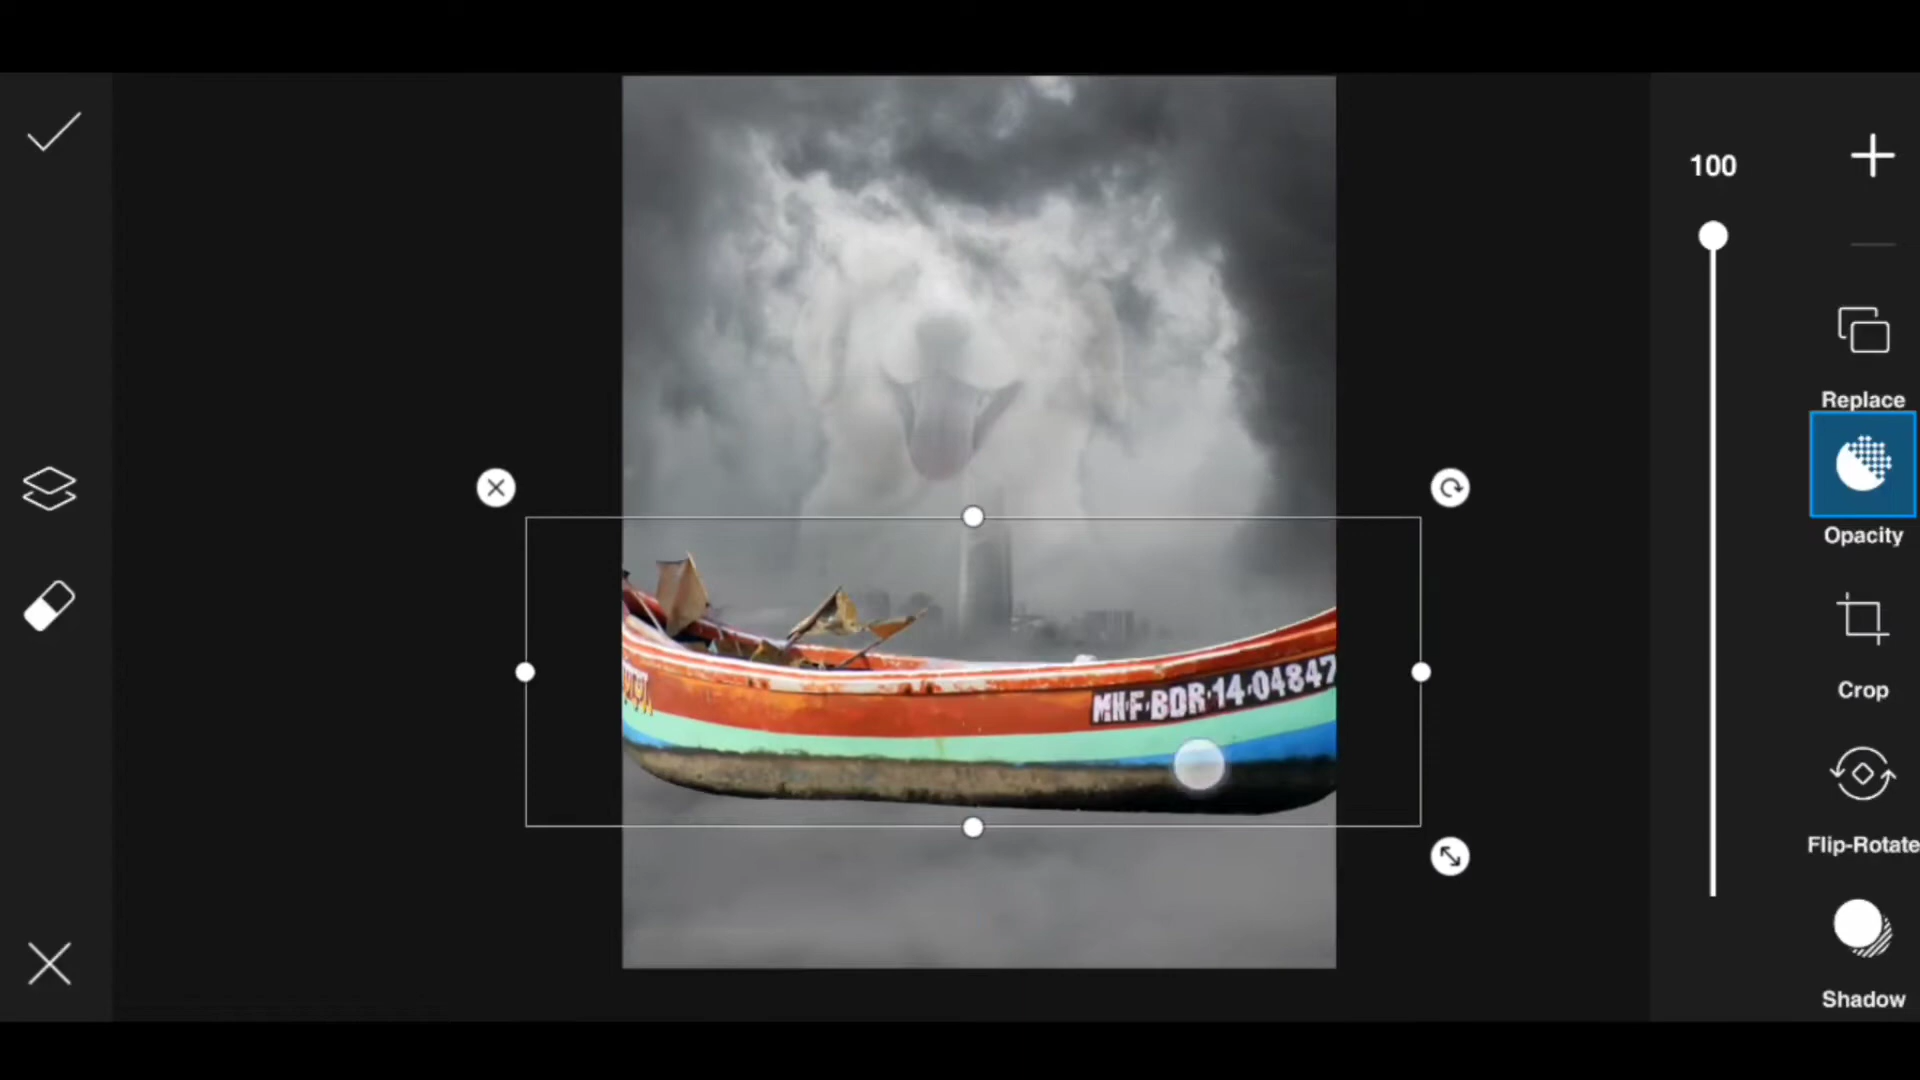 100
Replace
Opacity
MH·F·BDR·14·04847
Crop
Flip-Rotate
Shadow